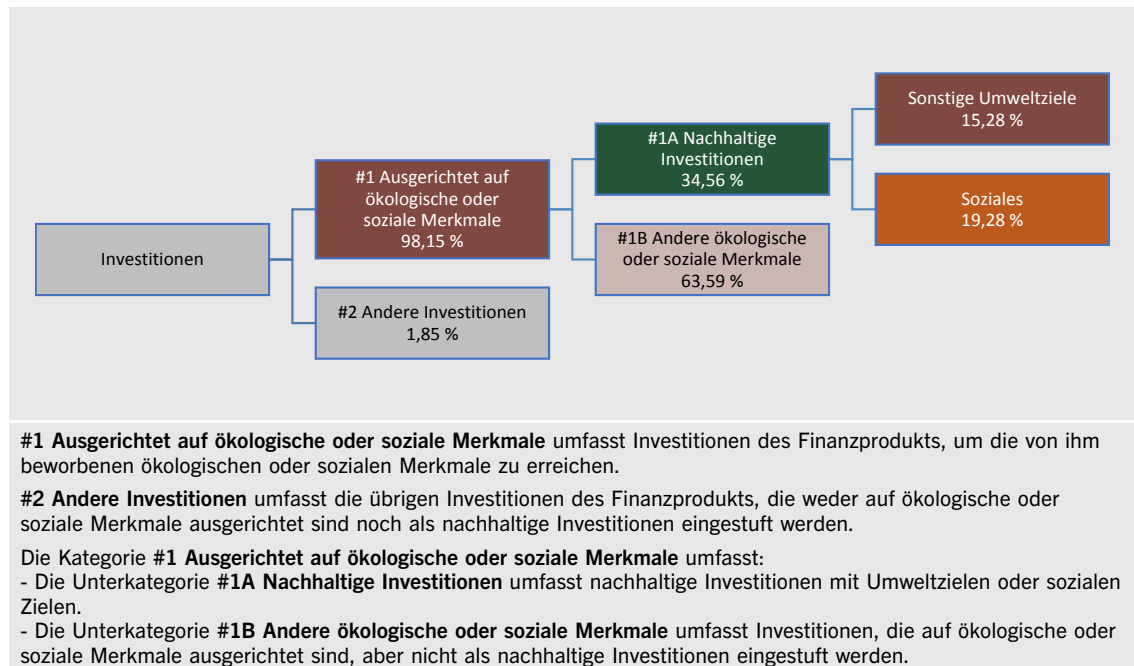 Investitionen
#1 Ausgerichtet auf
ökologische oder
soziale Merkmale
98,15 %
#2 Andere Investitionen
1,85 %
#1A Nachhaltige
Investitionen
34,56 %
#1B Andere ökologische
oder soziale Merkmale
63,59 %
Sonstige Umweltziele
15,28 %
Soziales
19,28 %
#1 Ausgerichtet auf ökologische oder soziale Merkmale umfasst Investitionen des Finanzprodukts, um die von ihm
beworbenen ökologischen oder sozialen Merkmale zu erreichen.
#2 Andere Investitionen umfasst die übrigen Investitionen des Finanzprodukts, die weder auf ökologische oder
soziale Merkmale ausgerichtet sind noch als nachhaltige Investitionen eingestuft werden.
Die Kategorie #1 Ausgerichtet auf ökologische oder soziale Merkmale umfasst:
- Die Unterkategorie #1A Nachhaltige Investitionen umfasst nachhaltige Investitionen mit Umweltzielen oder sozialen
Zielen.
- Die Unterkategorie #1B Andere ökologische oder soziale Merkmale umfasst Investitionen, die auf ökologische oder
soziale Merkmale ausgerichtet sind, aber nicht als nachhaltige Investitionen eingestuft werden.